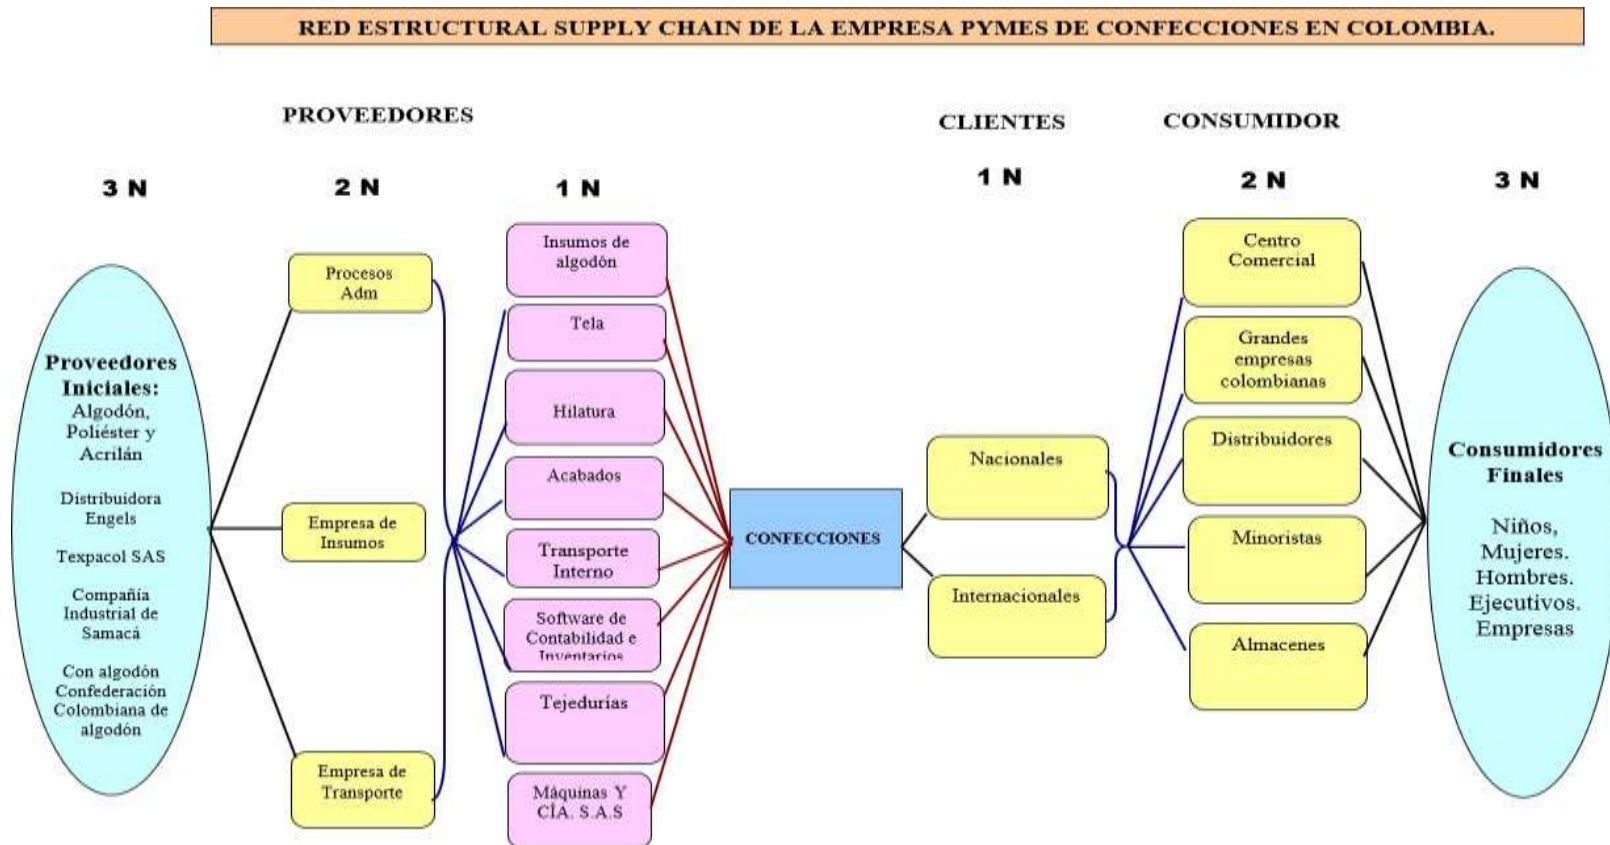 RED ESTRUCTURAL SUPPLY CHAIN DE LA EMPRESA PYMES DE CONFECCIONES EN COLOMBIA.
PROVEEDORES
CLIENTES
CONSUMIDOR
3 N
2 N
1 N
1 N
2 N
3 N
Proveedores
Iniciales:
Algodón,
Poliéster y
Acrilán
Distribuidora
Engels
Texpacol SAS
Compañía
Industrial de
Samacá
Con algodón
Confederación
Colombiana de
algodón
Procesos
Adm
Empresa de
Insumos
Empresa de
Transporte
Insumos de
algodón
Tela
Hilatura
Acabados
Transporte
Interno
Software de
Contabilidad e
Inventarios
Tejedurías
Máquinas Y
CÍA. S.A.S
CONFECCIONES
Nacionales
Internacionales
Centro
Comercial
Grandes
empresas
colombianas
Distribuidores
Minoristas
Almacenes
Consumidores
Finales
Niños,
Mujeres.
Hombres.
Ejecutivos.
Empresas